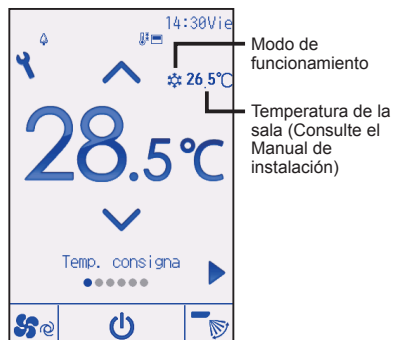 14:30Vie
26.5℃
28.5℃
Temp. consigna
Modo de
funcionamiento
Temperatura de la
sala (Consulte el
Manual de
instalación)